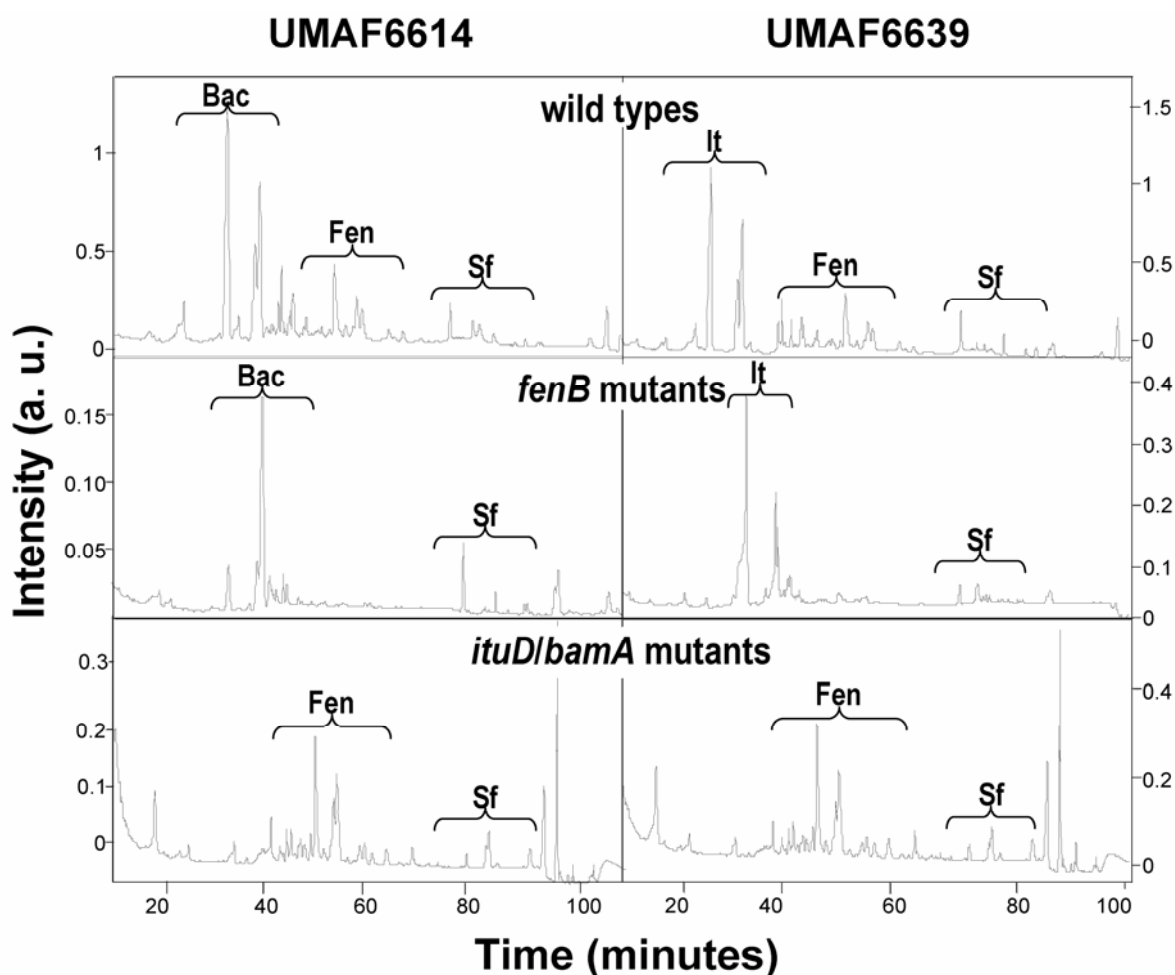 UMAF6614 UMAF6639
wild types
Bac
Fen
Sf
It
Fen
Sf
1
0.5
0
1.5
1
0.5
0
fenB mutants
Bac
Sf
It
Sf
0.15
0.10
0.05
0.4
0.3
0.2
0.1
0
ituD/bamA mutants
Fen
Sf
Fen
Sf
0.3
0.2
0.1
0
0.4
0.2
0
20 40 60 80 100 20 40 60 80 100
Intensity (a. u.)
Time (minutes)